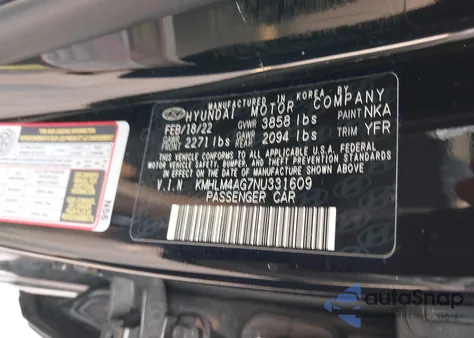 MANUFACTURED IN KOREA BY
HYUNDAI MOTOR COMPANY
FEB/18/22 GVWR 3858 lbs PAINT NKA
2271 lbs 2094 lbs TRIM YFR
THIS VEHICLE CONFORMS TO ALL APPLICABLE U.S.A. FEDERAL
MOTOR VEHICLE SAFETY, BUMPER, AND THEFT PREVENTION
STANDARDS IN EFFECT ON THE DATE OF MANUFACTURE SHOWN ABOVE.
V.I.N KMHLM4AG7NU331609
PASSENGER CAR
N56
autoSnap